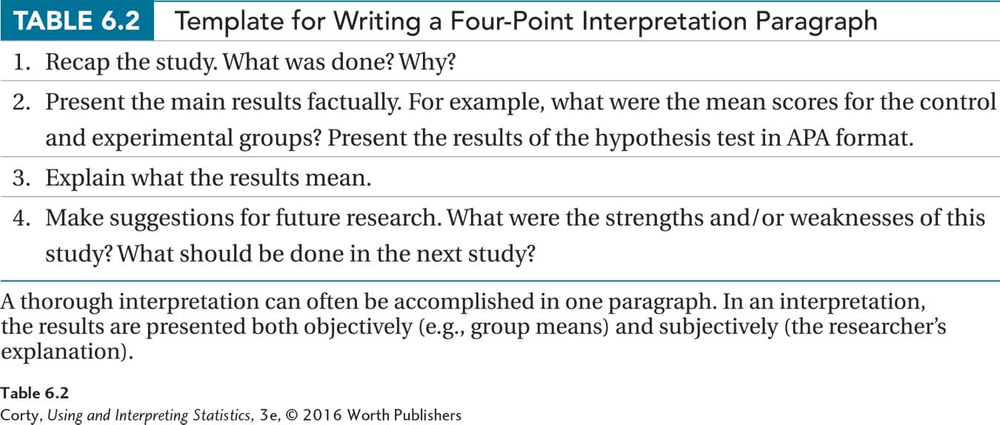 TABLE 6.2 Template for Writing a Four-Point Interpretation Paragraph
1. Recap the study. What was done? Why?
2. Present the main results factually. For example, what were the mean scores for the control
and experimental groups? Present the results of the hypothesis test in APA format.
3. Explain what the results mean.
4. Make suggestions for future research. What were the strengths and/or weaknesses of this
study? What should be done in the next study?
A thorough interpretation can often be accomplished in one paragraph. In an interpretation,
the results are presented both objectively (e.g., group means) and subjectively (the researcher’s
explanation).
Table 6.2
Corty, Using and Interpreting Statistics, 3e, © 2016 Worth Publishers